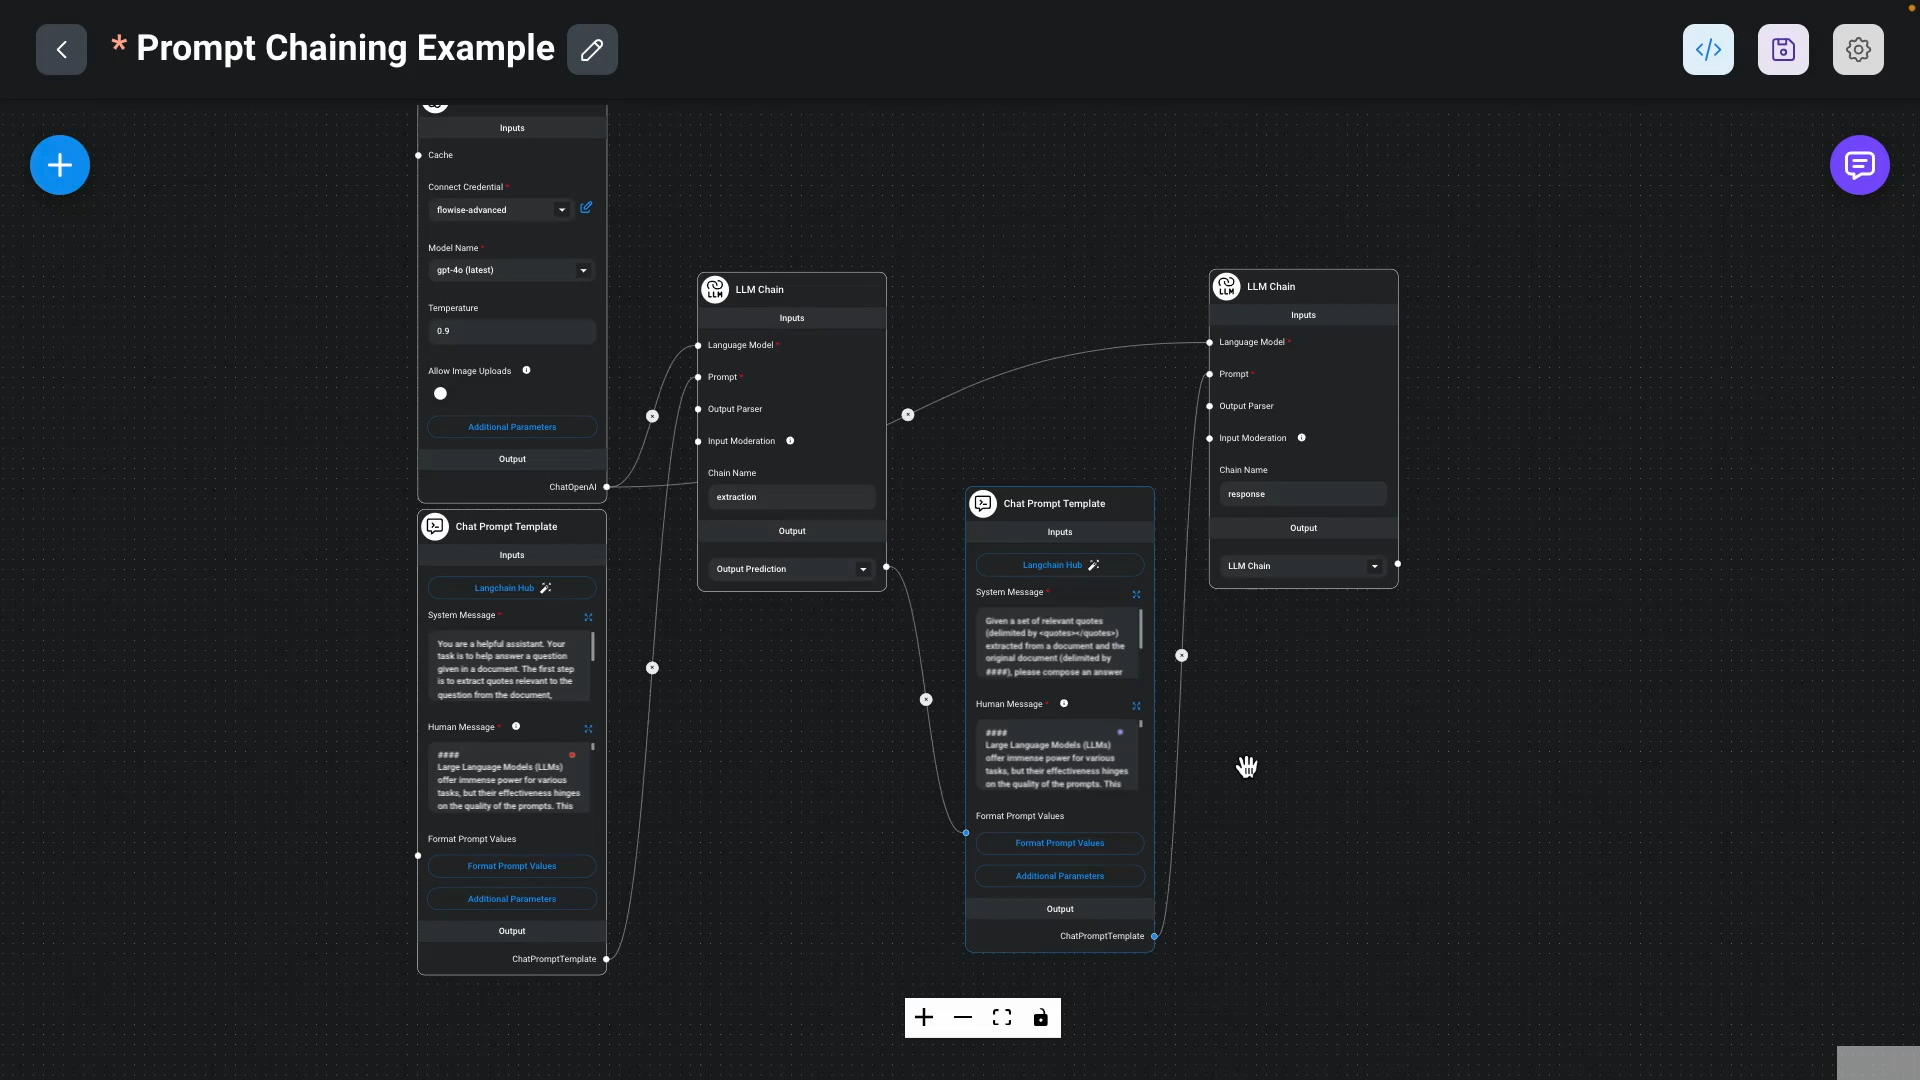 * Prompt Chaining Example
Inputs
Cache
Connect Credential *
flowise-advanced
Model Name *
gpt-4o (latest)
Temperature
0.9
Allow Image Uploads
Additional Parameters
Output
ChatOpenAI
Chat Prompt Template
Inputs
Langchain Hub
System Message *
You are a helpful assistant. Your
task is to help answer a question
given in a document. The first step
is to extract quotes relevant to the
question from the document,
Human Message *
####
Large Language Models (LLMs)
offer immense power for various
tasks, but their effectiveness hinges
on the quality of the prompts. This
Format Prompt Values
Format Prompt Values
Additional Parameters
Output
ChatPromptTemplate
LLM
LLM Chain
Inputs
Language Model *
Prompt *
Output Parser
Input Moderation
Chain Name
extraction
Output
Output Prediction
Chat Prompt Template
Inputs
Langchain Hub
System Message *
Given a set of relevant quotes
(delimited by <quotes></quotes>)
extracted from a document and the
original document (delimited by
####), please compose an answer
Human Message *
####
Large Language Models (LLMs)
offer immense power for various
tasks, but their effectiveness hinges
on the quality of the prompts. This
Format Prompt Values
Format Prompt Values
Additional Parameters
Output
ChatPromptTemplate
LLM
LLM Chain
Inputs
Language Model *
Prompt *
Output Parser
Input Moderation
Chain Name
response
Output
LLM Chain